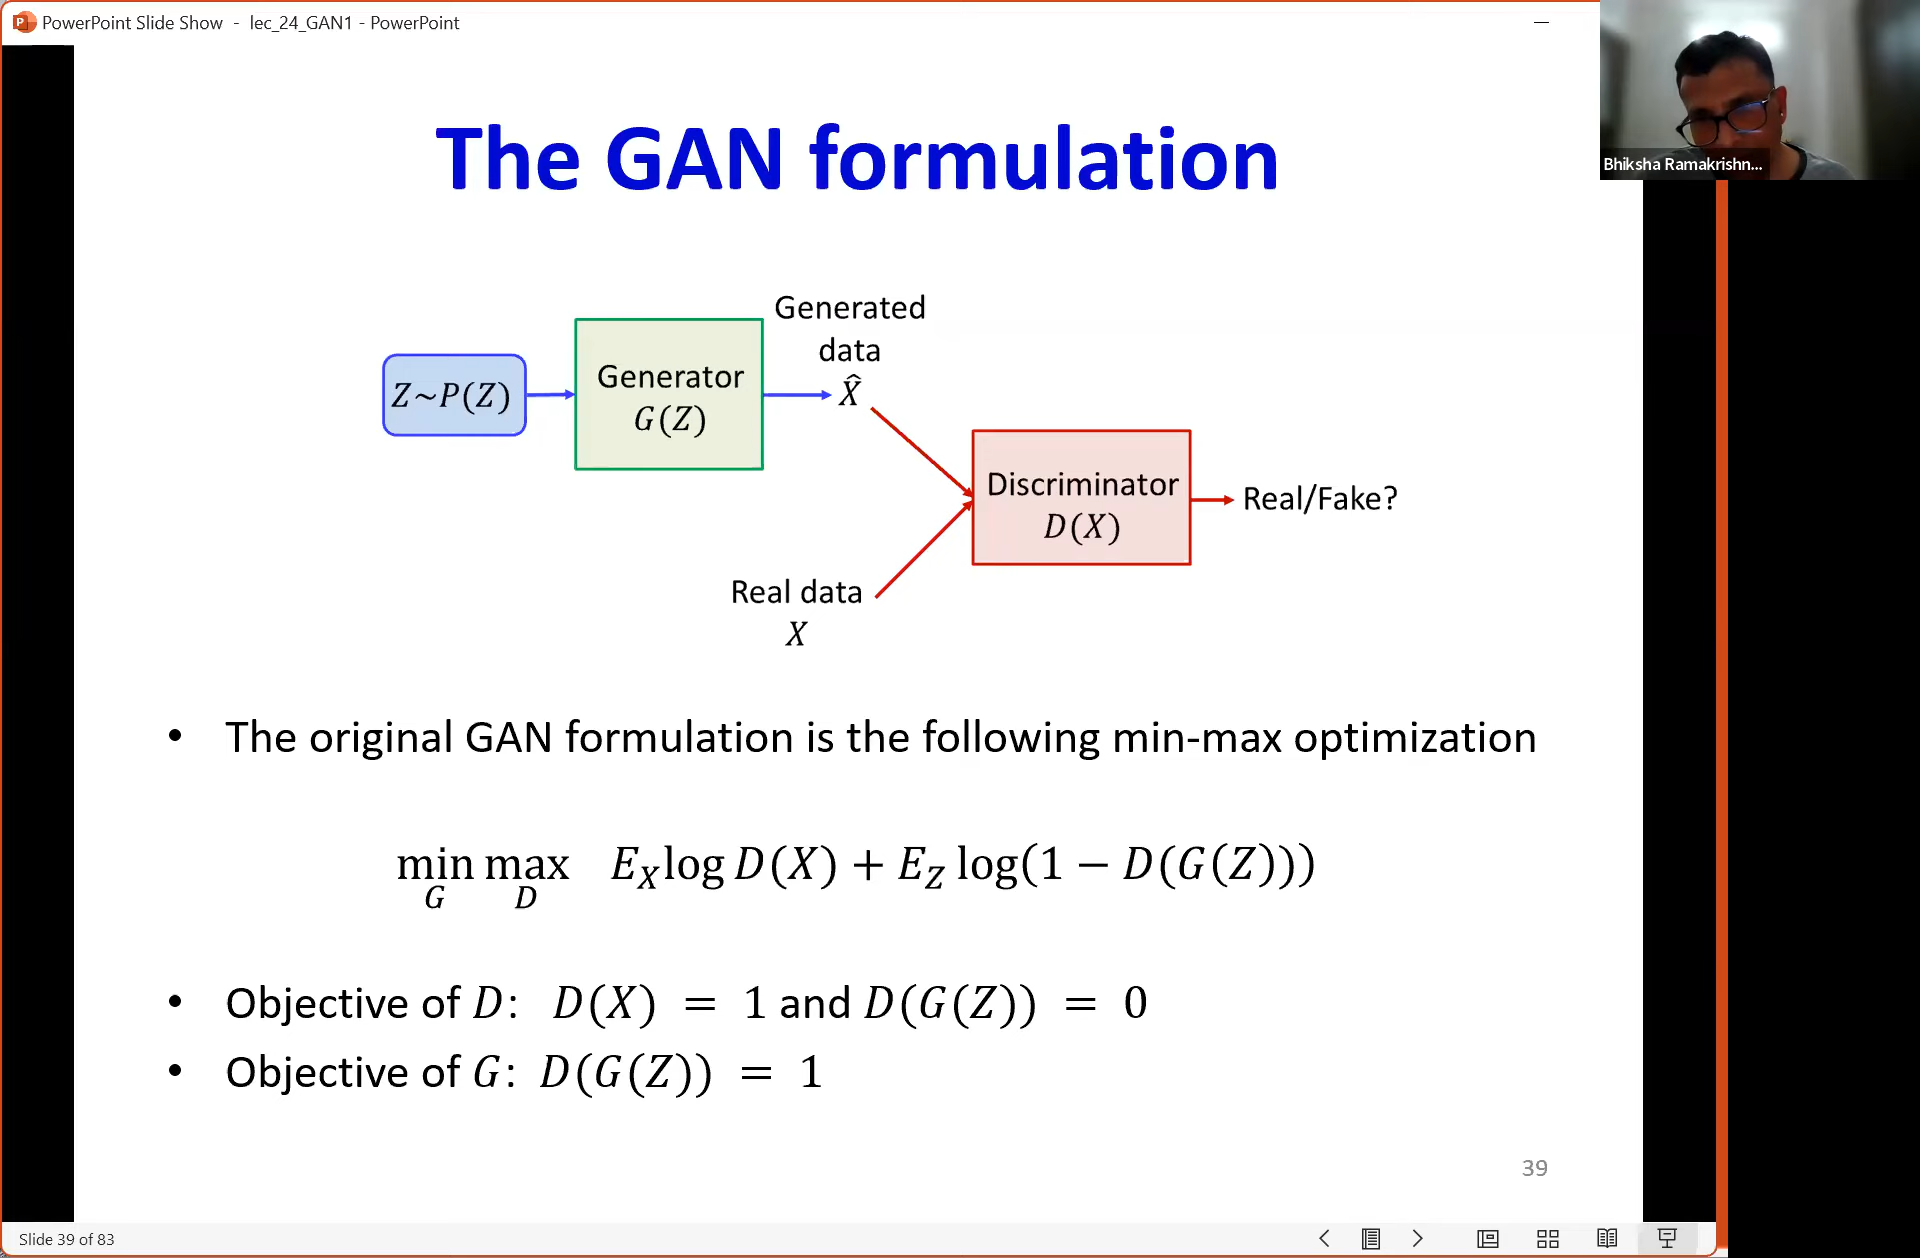 PowerPoint Slide Show - lec_24_GAN1 - PowerPoint
Bhiksha Ramakrishn...
The GAN formulation
Generated
data
X̂
Z~P(Z)
Generator
G(Z)
Discriminator
D(X)
Real/Fake?
Real data
X
• The original GAN formulation is the following min-max optimization
min_G max_D E_X log D(X) + E_Z log(1 − D(G(Z)))
• Objective of D: D(X) = 1 and D(G(Z)) = 0
• Objective of G: D(G(Z)) = 1
39
Slide 39 of 83